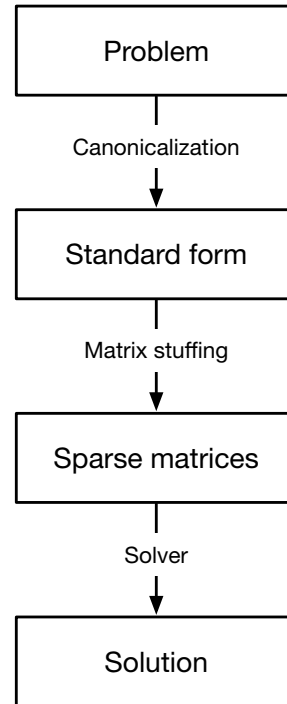 Problem
Canonicalization
Standard form
Matrix stuffing
Sparse matrices
Solver
Solution